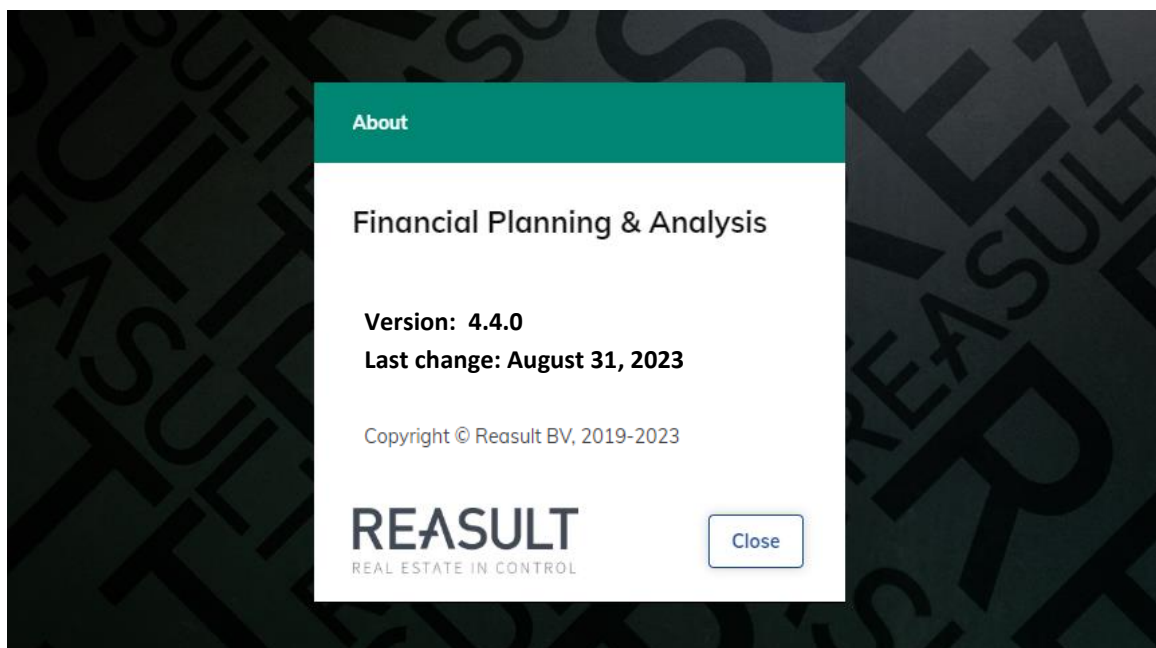 About
Financial Planning & Analysis
Version: 4.4.0
Last change: August 31, 2023
Copyright © Reasult BV, 2019-2023
REASULT
REAL ESTATE IN CONTROL
Close